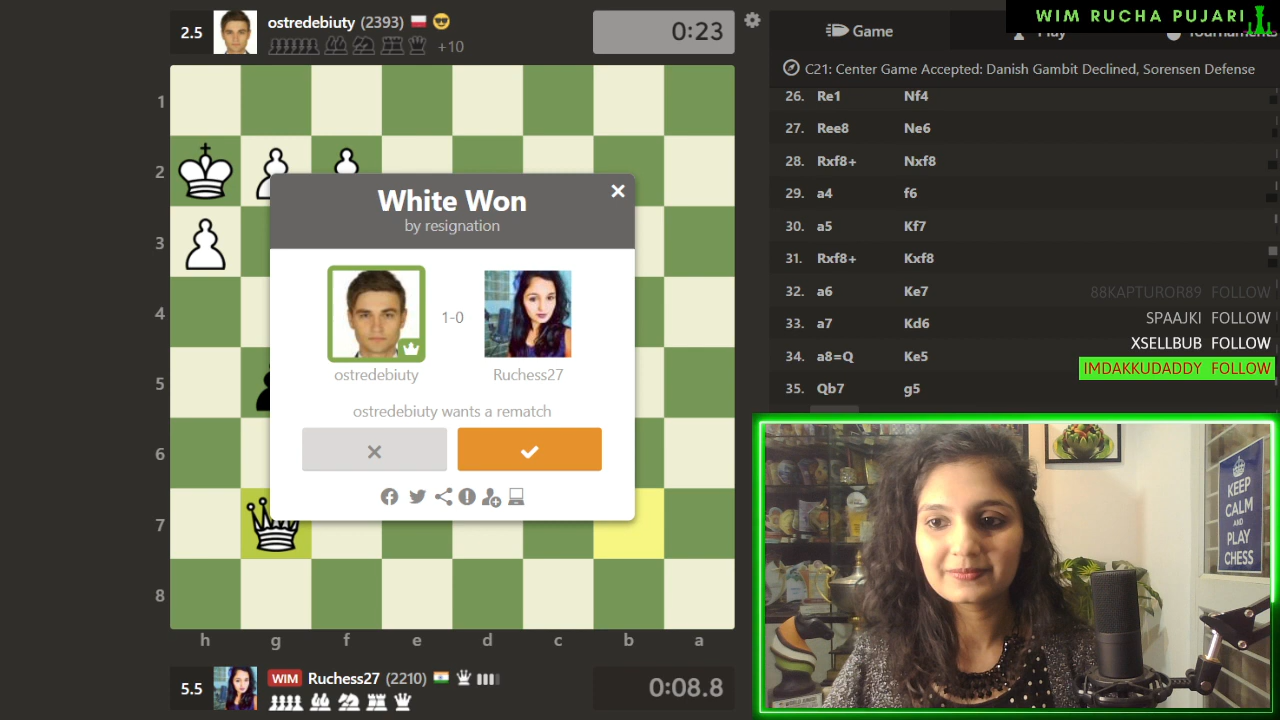 2.5
ostredebiuty (2393)
+10
0:23
Game
WIM RUCHA PUJARI
C21: Center Game Accepted: Danish Gambit Declined, Sorensen Defense
26. Re1 Nf4
27. Ree8 Ne6
28. Rxf8+ Nxf8
29. a4 f6
30. a5 Kf7
31. Rxf8+ Kxf8
32. a6 Ke7
33. a7 Kd6
34. a8=Q Ke5
35. Qb7 g5
88KAPTUROR89 FOLLOW
SPAAJKI FOLLOW
XSELLBUB FOLLOW
IMDAKKUDADDY FOLLOW
1
2
3
4
5
6
7
8
h g f e d c b a
White Won
by resignation
1-0
ostredebiuty
Ruchess27
ostredebiuty wants a rematch
KEEP
CALM
AND
PLAY
CHESS
5.5
WIM Ruchess27 (2210)
0:08.8